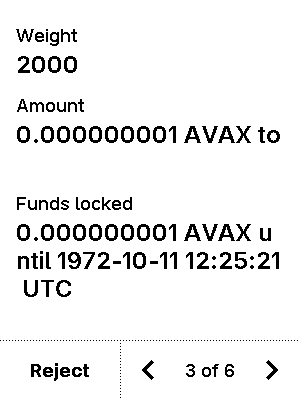 Weight
2000
Amount
0.000000001 AVAX to
Funds locked
0.000000001 AVAX u
ntil 1972-10-11 12:25:21
UTC
Reject
3 of 6